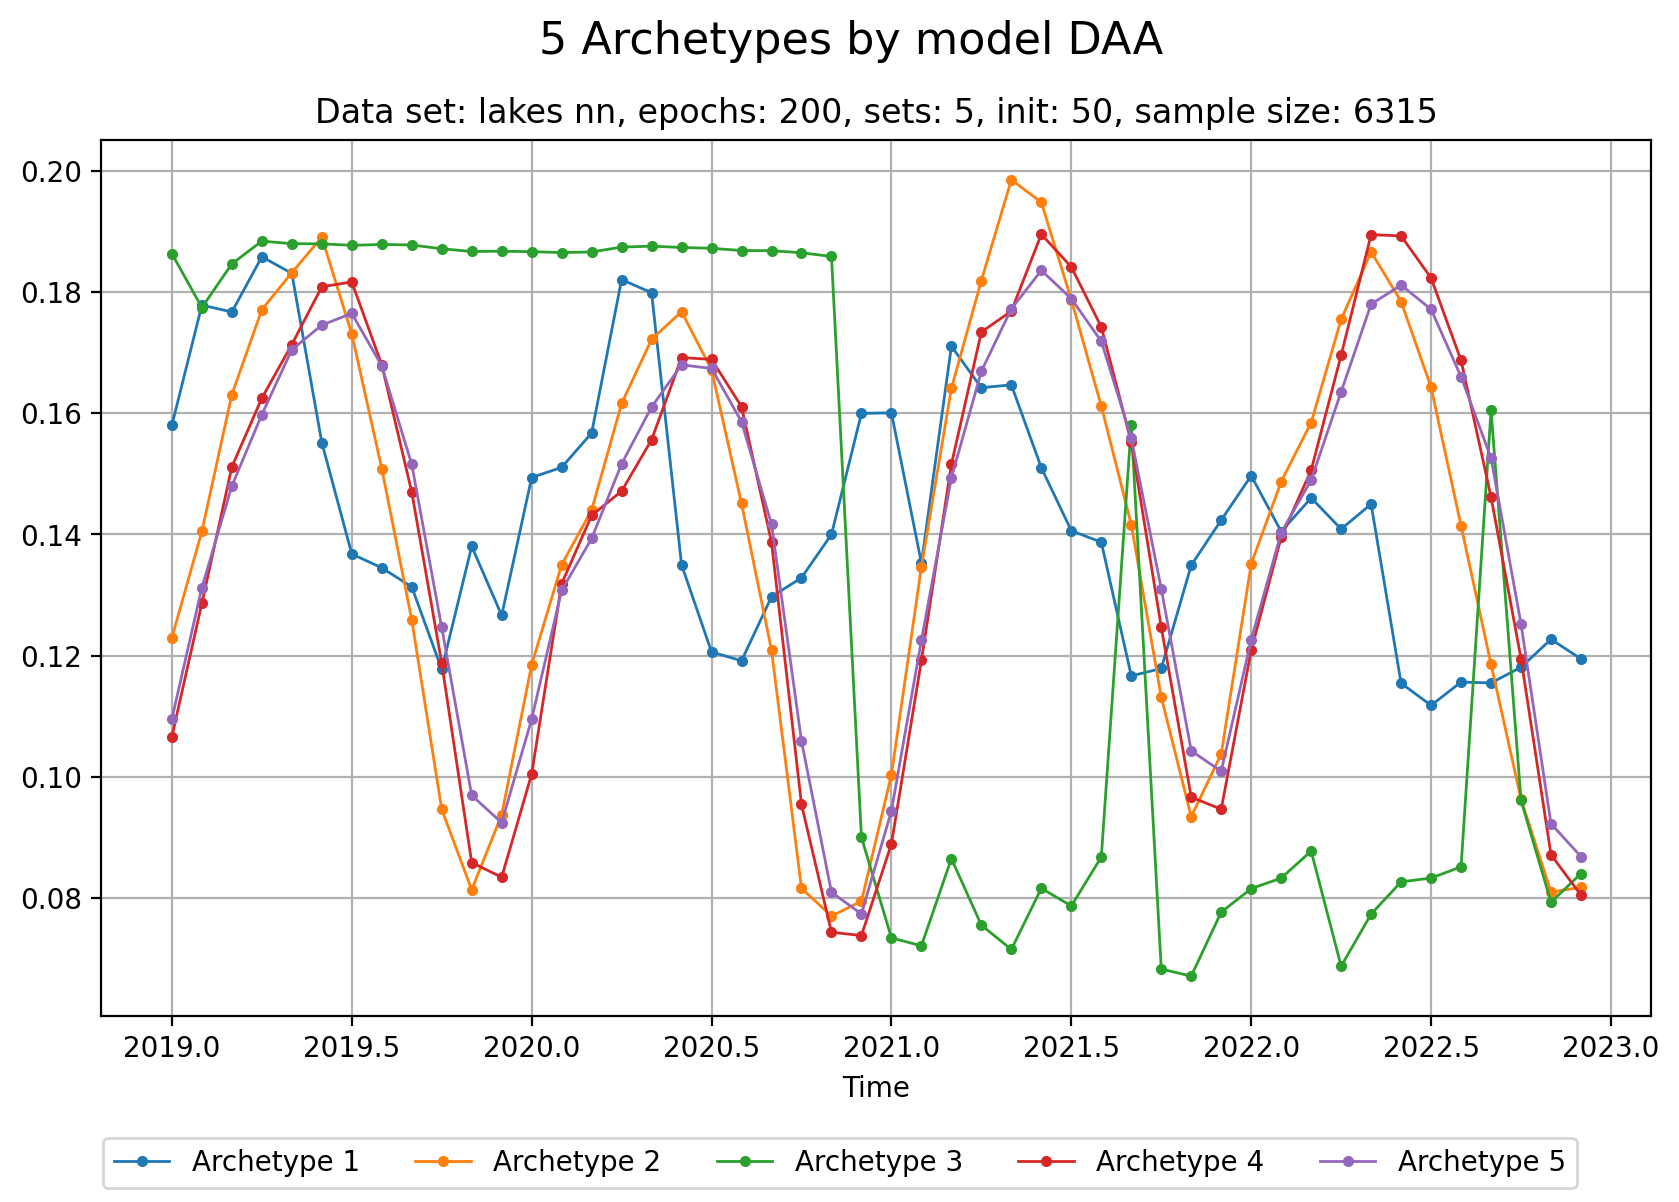 5 Archetypes by model DAA
Data set: lakes nn, epochs: 200, sets: 5, init: 50, sample size: 6315
0.20
0.18
0.16
0.14
0.12
0.10
0.08
2019.0 2019.5 2020.0 2020.5 2021.0 2021.5 2022.0 2022.5 2023.0
Time
Archetype 1 Archetype 2 Archetype 3 Archetype 4 Archetype 5